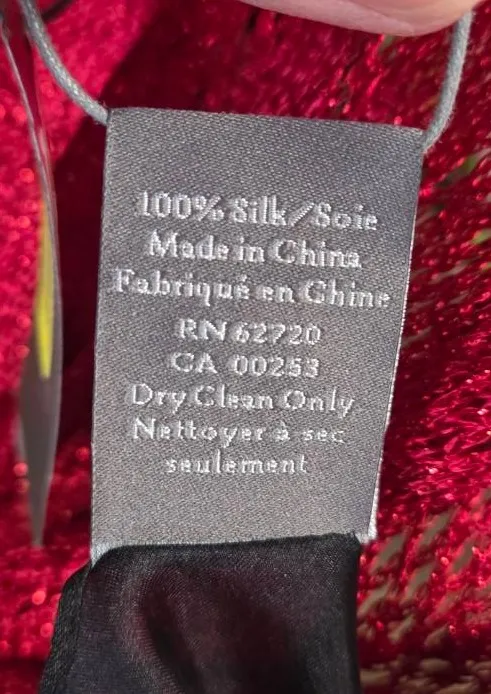 100% Silk/Soie
Made in China
Fabriqué en Chine
RN 62720
CA 00253
Dry Clean Only
Nettoyer à sec
seulement